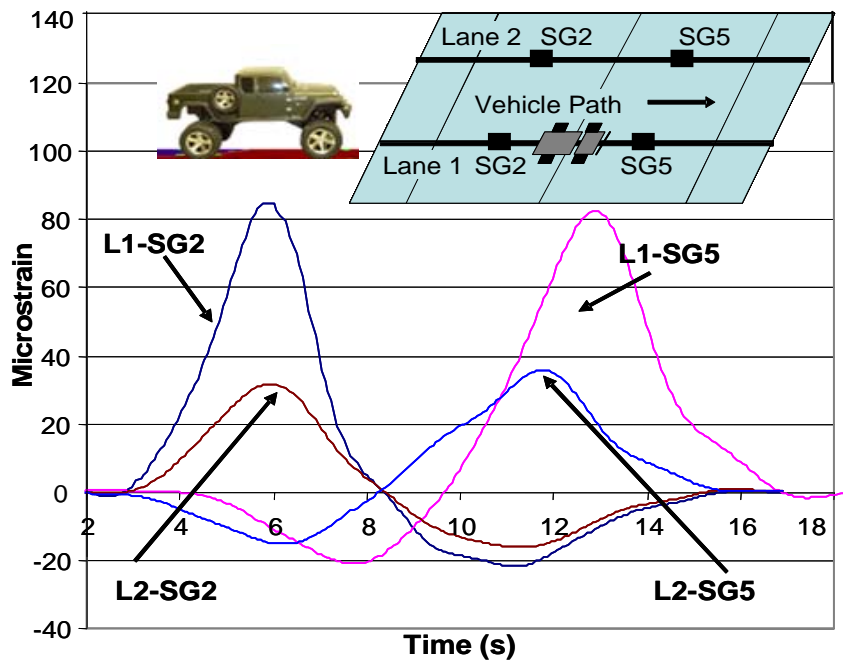 140
120
100
80
60
40
20
0
-20
-40
Microstrain
Lane 2 SG2 SG5
Vehicle Path
Lane 1 SG2 SG5
L1-SG2
L1-SG5
2 4 6 8 10 12 14 16 18
L2-SG2
L2-SG5
Time (s)